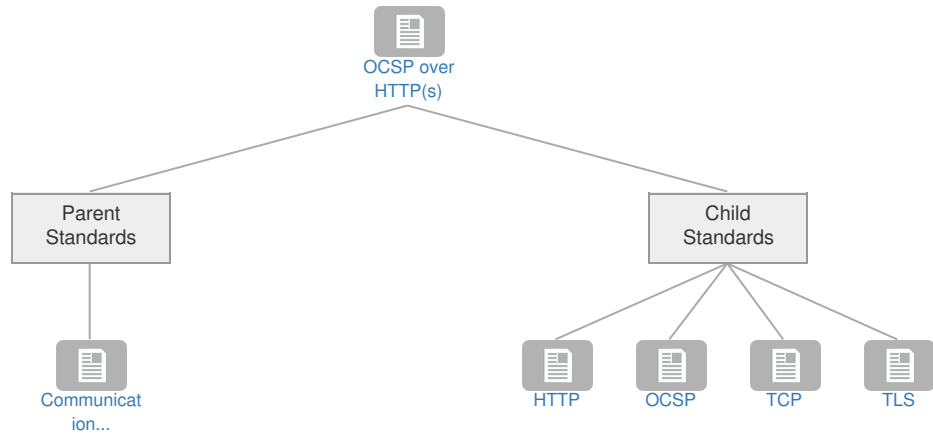 OCSP over
HTTP(s)
Parent
Standards
Child
Standards
Communicat
ion...
HTTP
OCSP
TCP
TLS